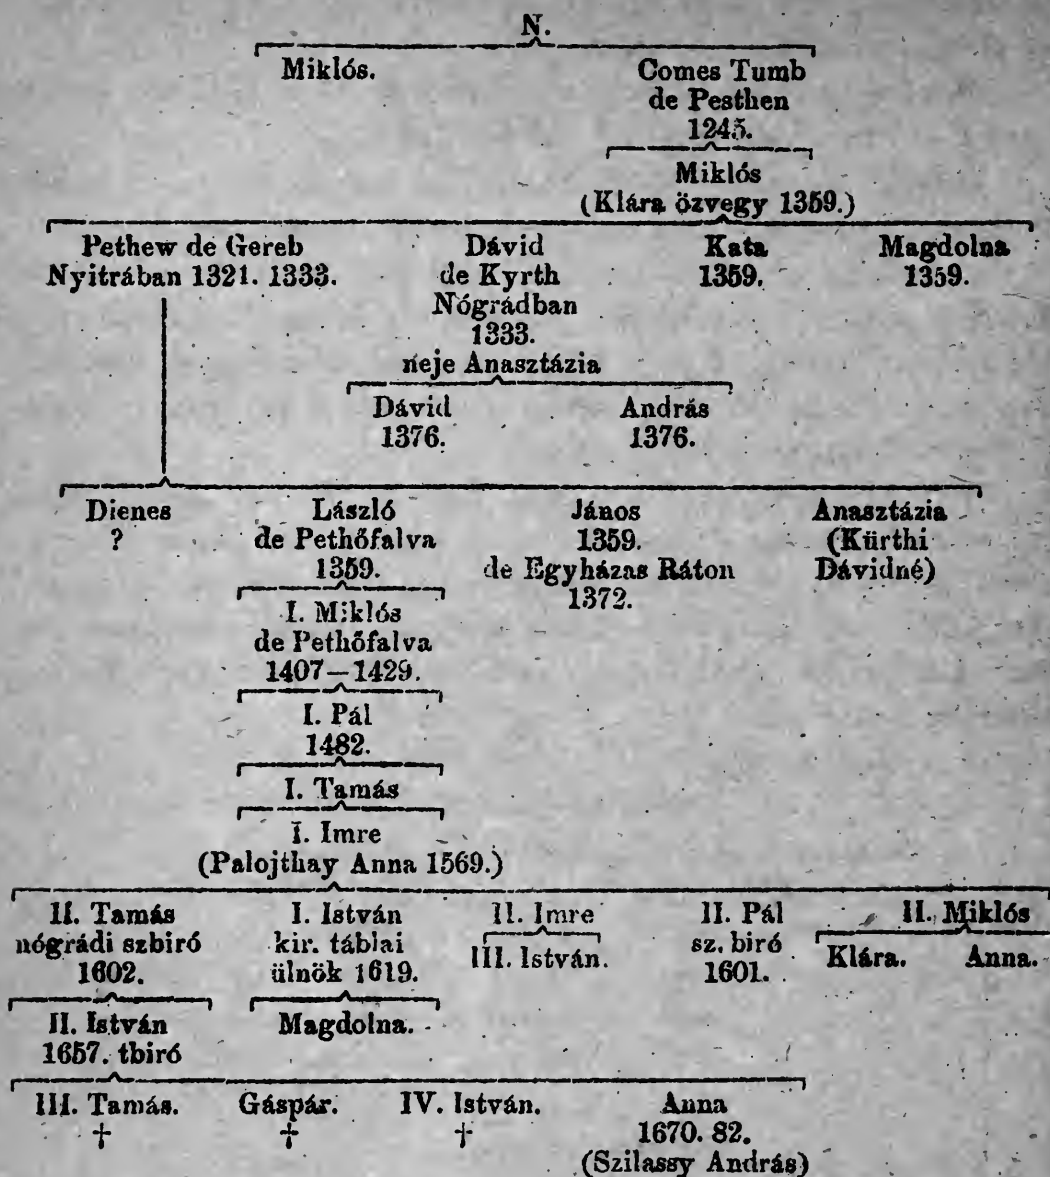 N.
Miklós. Comes Tumb
de Pesthen
1245.
Miklós
(Klára özvegy 1359.)
Pethew de Gereb Dávid Kata Magdolna
Nyitrában 1321. 1333. de Kyrth 1359. 1359.
Nógrádban
1333.
neje Anasztázia
Dávid András
1376. 1376.
Dienes László János Anasztázia
? de Pethőfalva 1359. (Kürthi
1359. de Egyházas Ráton Dávidné)
I. Miklós 1372.
de Pethőfalva
1407—1429.
I. Pál
1482.
I. Tamás
I. Imre
(Palojthay Anna 1569.)
II. Tamás I. István II. Imre II. Pál II. Miklós
nógrádi szbiró kir. táblai III. István. sz. biró Klára. Anna.
1602. ülnök 1619. 1601.
II. István Magdolna.
1657. tbiró
III. Tamás. Gáspár. IV. István. Anna
† † † 1670. 82.
(Szilassy András)